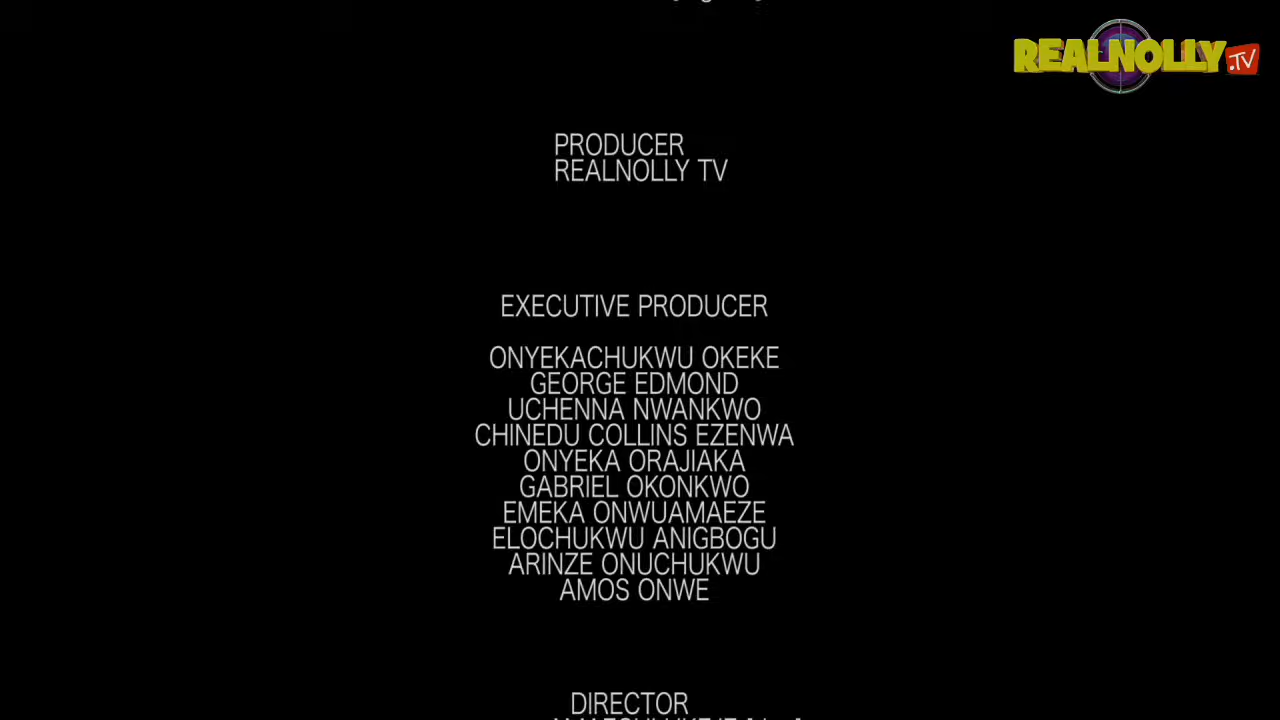 REALNOLLY.TV
PRODUCER
REALNOLLY TV
EXECUTIVE PRODUCER
ONYEKACHUKWU OKEKE
GEORGE EDMOND
UCHENNA NWANKWO
CHINEDU COLLINS EZENWA
ONYEKA ORAJIAKA
GABRIEL OKONKWO
EMEKA ONWUAMAEZE
ELOCHUKWU ANIGBOGU
ARINZE ONUCHUKWU
AMOS ONWE
DIRECTOR